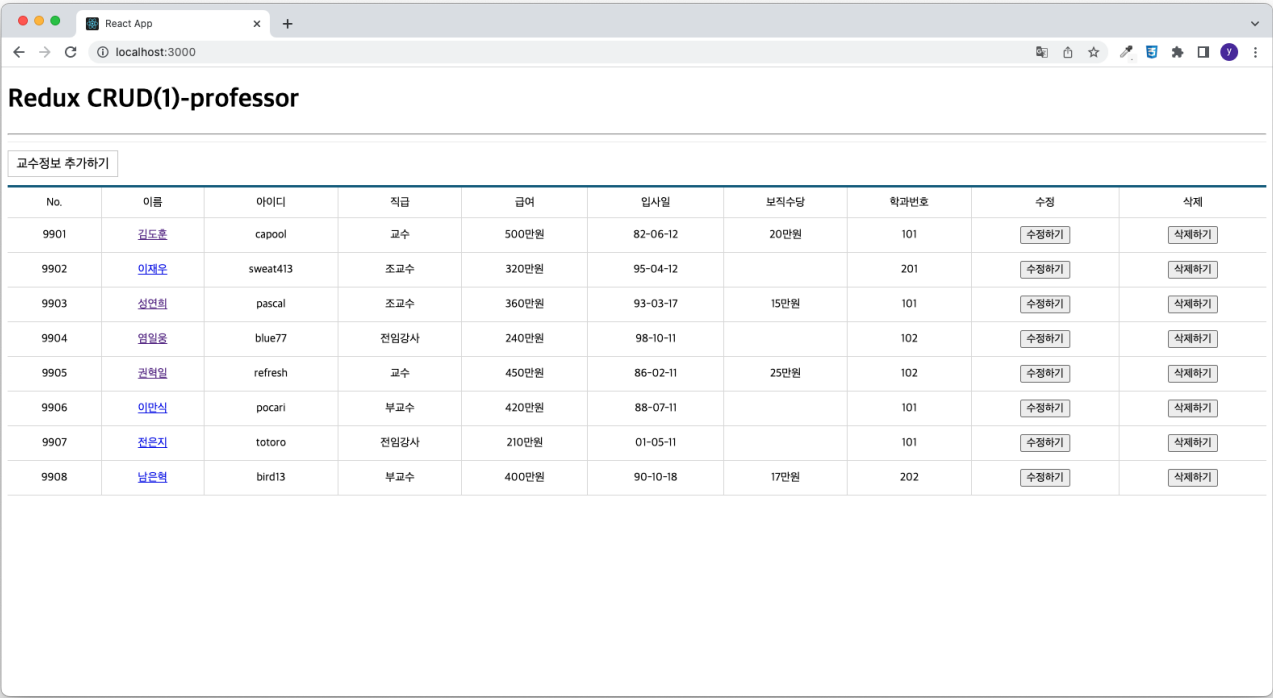 React App
localhost:3000
y
Redux CRUD(1)-professor
교수정보 추가하기
No. 이름 아이디 직급 급여 입사일 보직수당 학과번호 수정 삭제
9901 김도훈 capool 교수 500만원 82-06-12 20만원 101 수정하기 삭제하기
9902 이재우 sweat413 조교수 320만원 95-04-12 201 수정하기 삭제하기
9903 성연희 pascal 조교수 360만원 93-03-17 15만원 101 수정하기 삭제하기
9904 염일웅 blue77 전임강사 240만원 98-10-11 102 수정하기 삭제하기
9905 권혁일 refresh 교수 450만원 86-02-11 25만원 102 수정하기 삭제하기
9906 이만식 pocari 부교수 420만원 88-07-11 101 수정하기 삭제하기
9907 전은지 totoro 전임강사 210만원 01-05-11 101 수정하기 삭제하기
9908 남은혁 bird13 부교수 400만원 90-10-18 17만원 202 수정하기 삭제하기